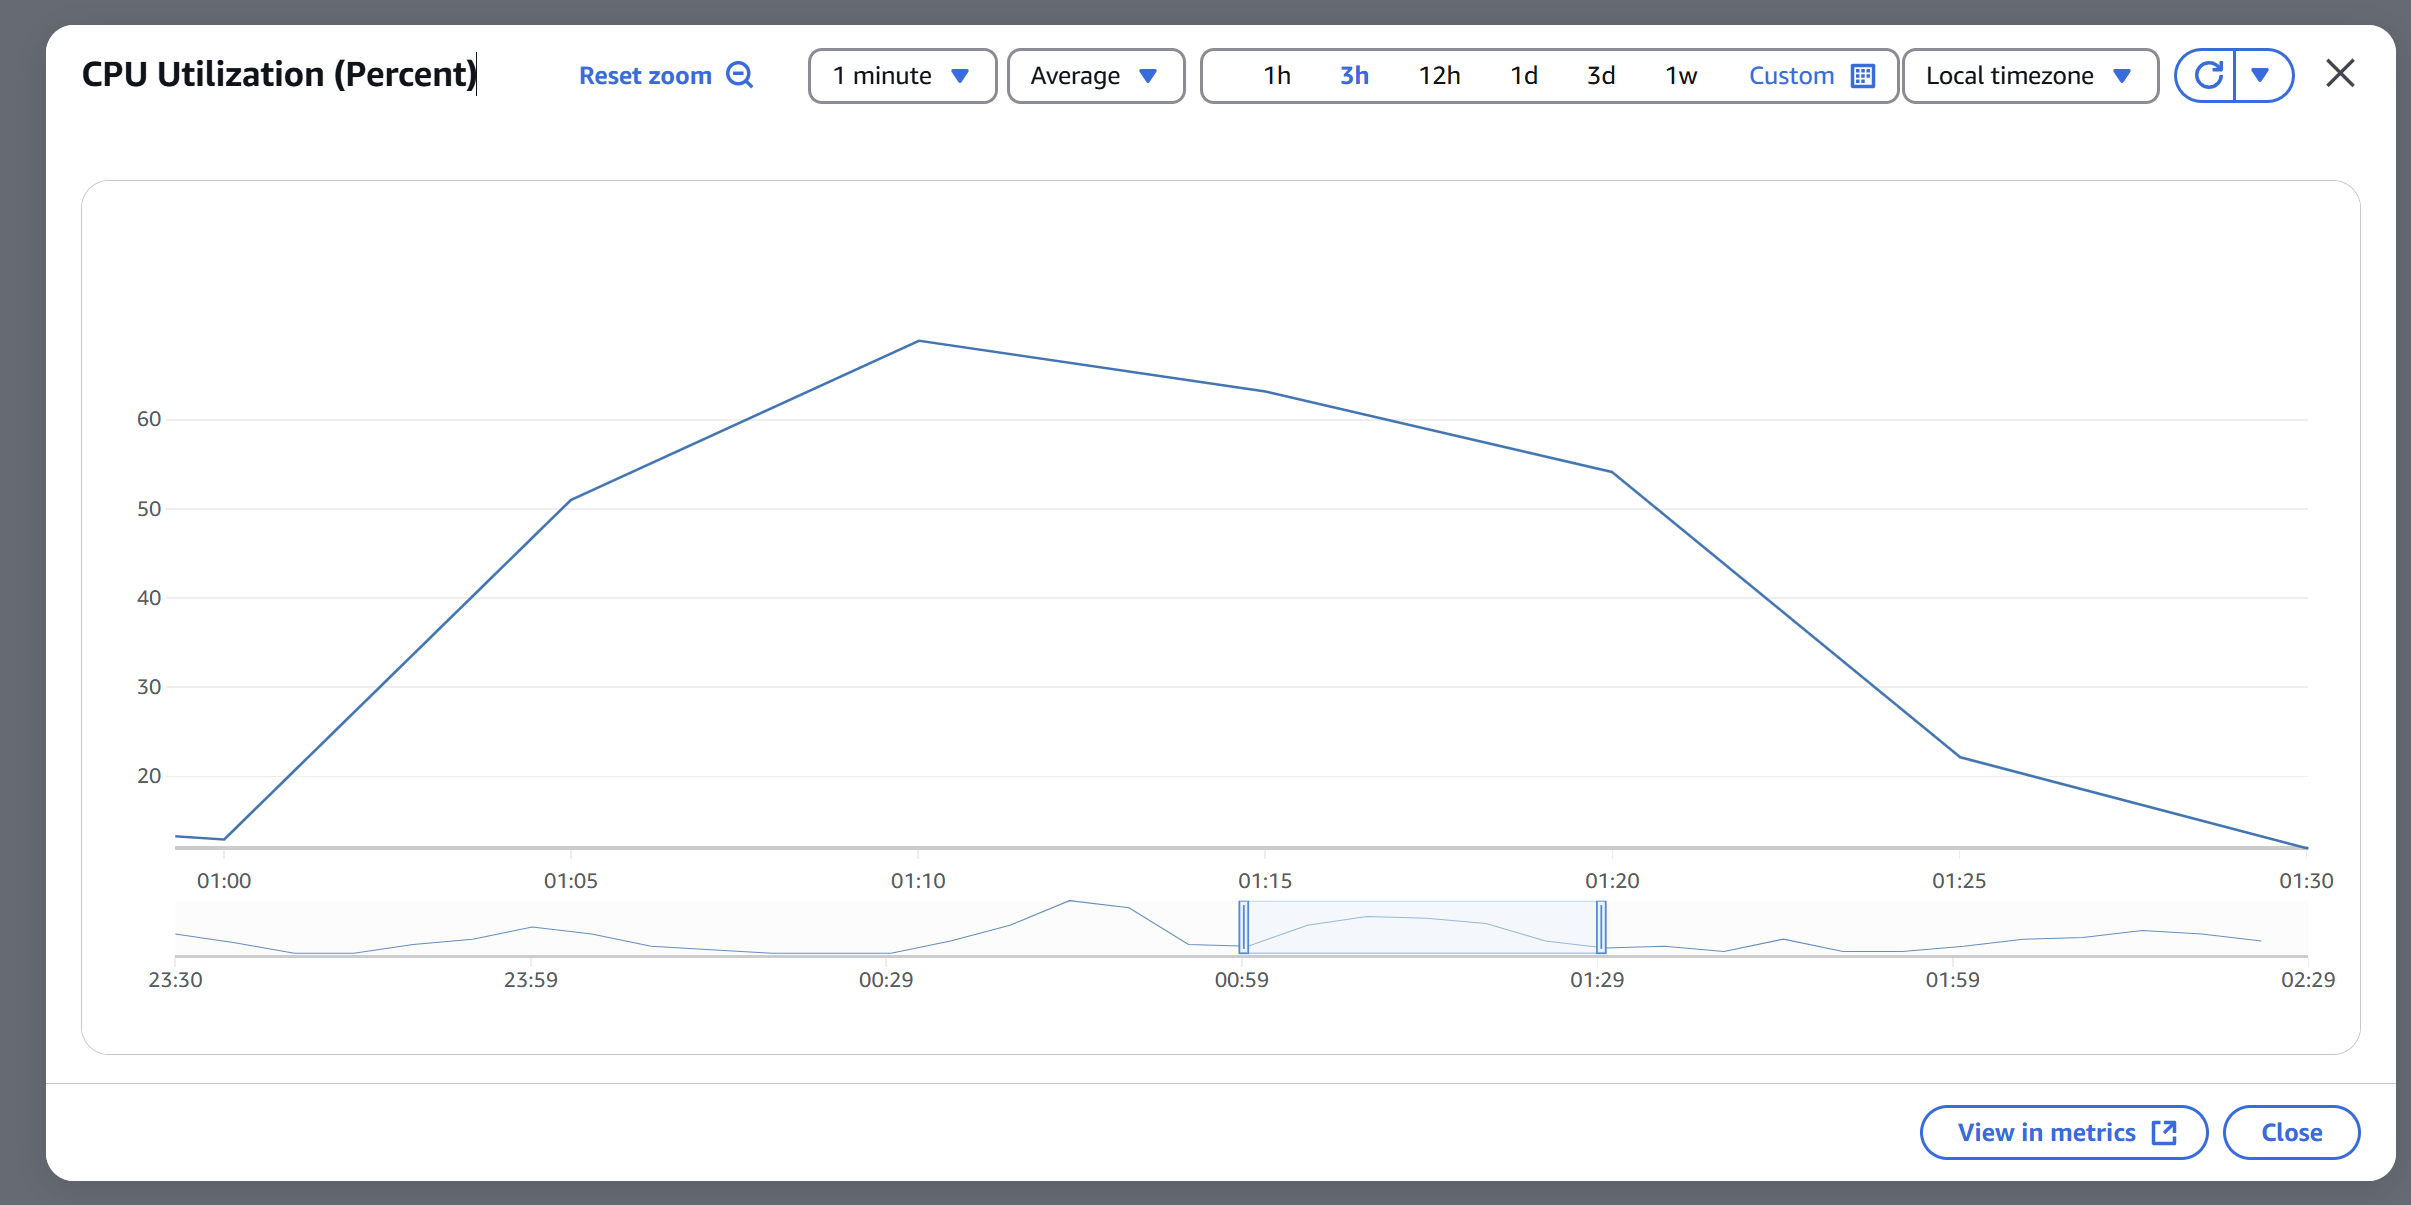 CPU Utilization (Percent)
Reset zoom
1 minute
Average
1h 3h 12h 1d 3d 1w Custom
Local timezone
60
50
40
30
20
01:00 01:05 01:10 01:15 01:20 01:25 01:30
23:30 23:59 00:29 00:59 01:29 01:59 02:29
View in metrics
Close